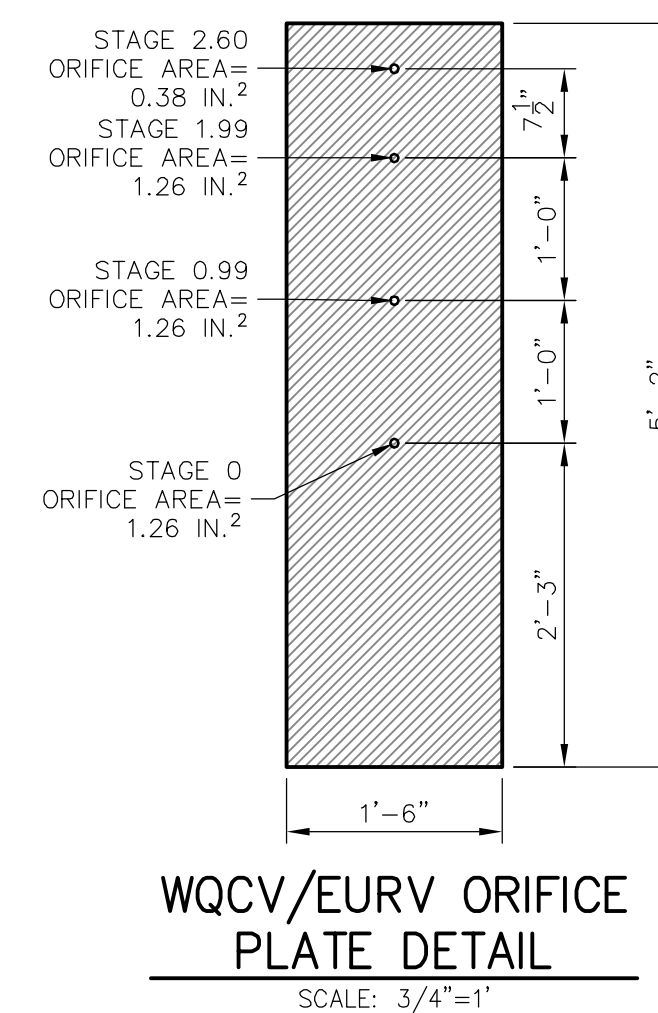 STAGE 2.60
ORIFICE AREA=
0.38 IN.²
STAGE 1.99
ORIFICE AREA=
1.26 IN.²
STAGE 0.99
ORIFICE AREA=
1.26 IN.²
STAGE 0
ORIFICE AREA=
1.26 IN.²
7 1/2"
1'-0"
1'-0"
2'-3"
1'-6"
WQCV/EURV ORIFICE
PLATE DETAIL
SCALE: 3/4"=1'